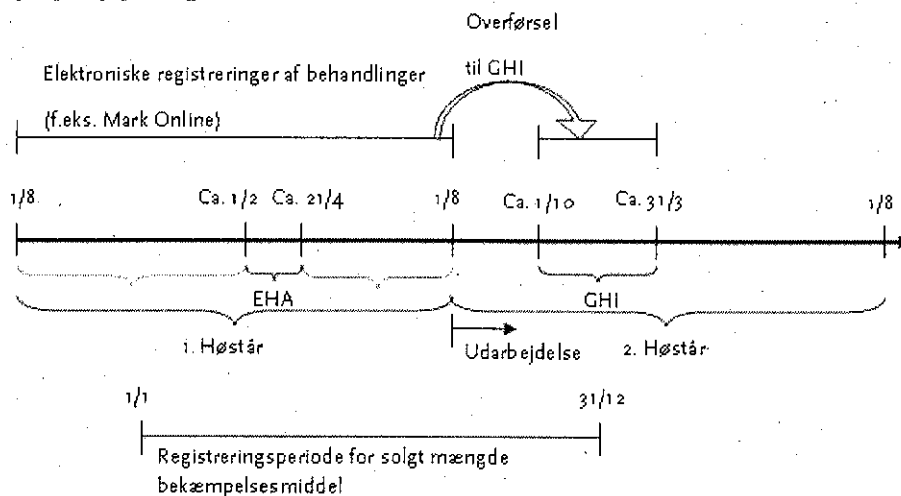 Overførsel
til GHI
Elektroniske registreringer af behandlinger
(f.eks. Mark Online)
1/8. Ca. 1/2 Ca. 21/4 1/8 Ca. 1/10 Ca. 31/3 1/8
EHA GHI
1. Høstår Udarbejdelse 2. Høstår
1/1 31/12
Registreringsperiode for solgt mængde
bekæmpelsesmiddel